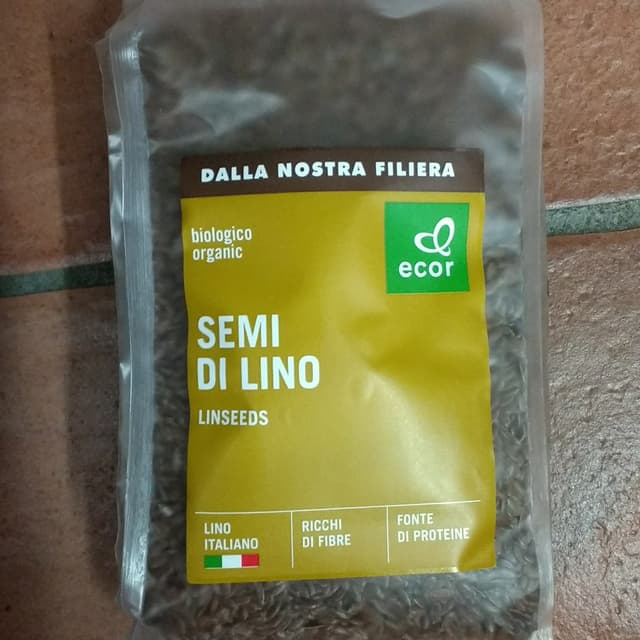 DALLA NOSTRA FILIERA
biologico
organic
ecor
SEMI
DI LINO
LINSEEDS
LINO
ITALIANO
RICCHI
DI FIBRE
FONTE
DI PROTEINE